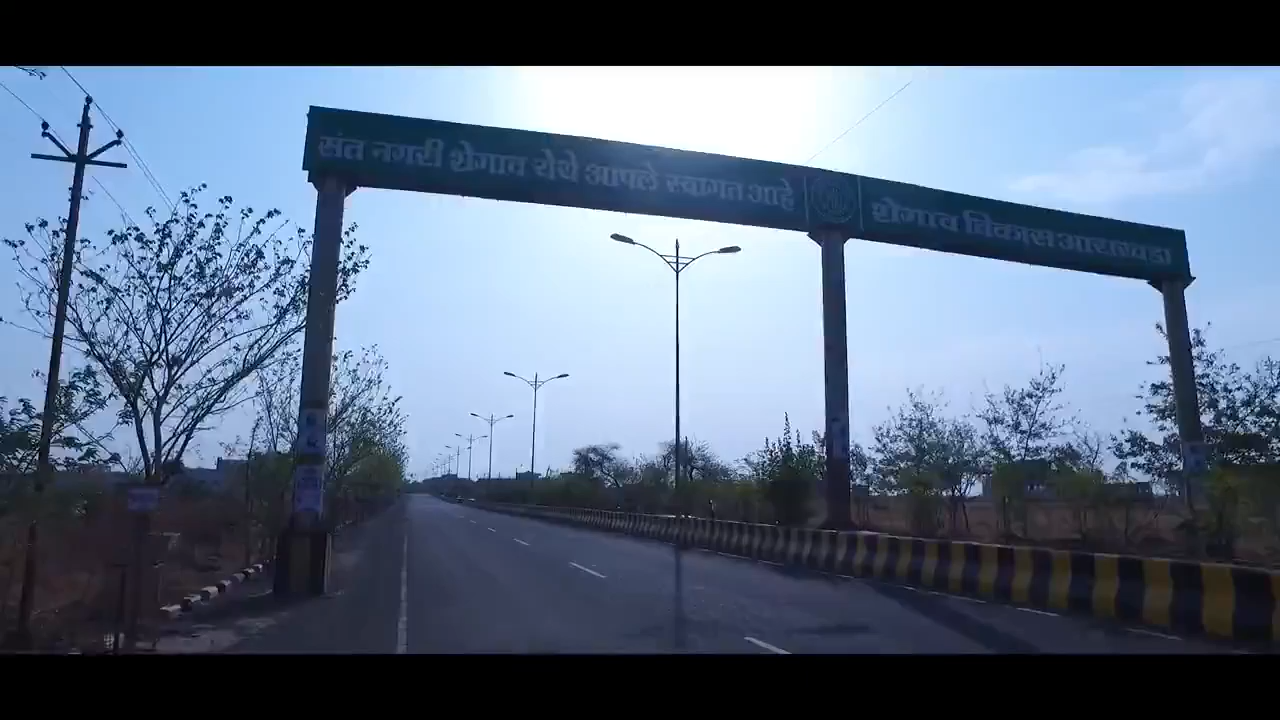 संत नगरी शेगाव येथे आपले स्वागत आहे
शेगाव विकास आराखडा